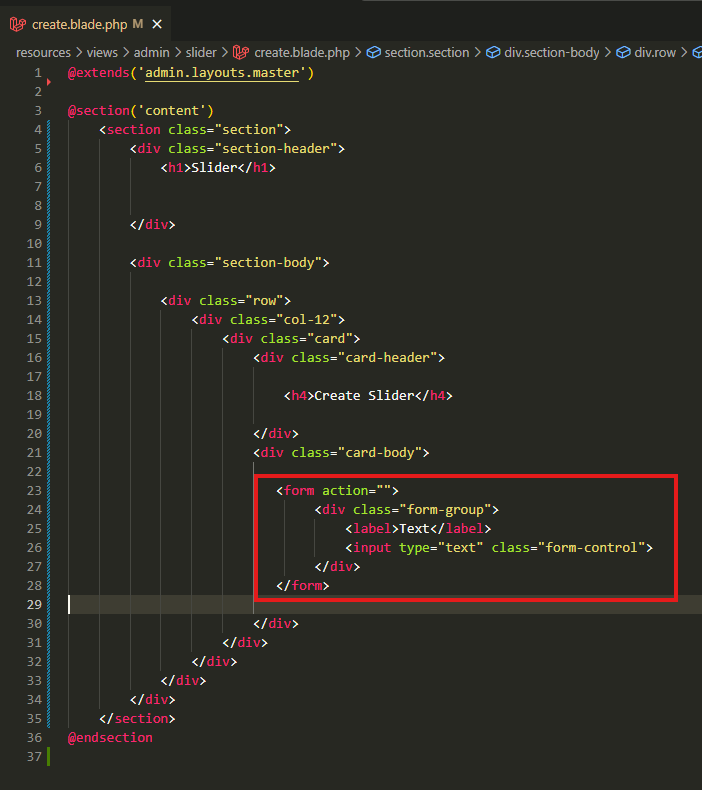 create.blade.php M ×
resources > views > admin > slider > create.blade.php > section.section > div.section-body > div.row >
1 @extends('admin.layouts.master')
2
3 @section('content')
4 <section class="section">
5 <div class="section-header">
6 <h1>Slider</h1>
7
8
9 </div>
10
11 <div class="section-body">
12
13 <div class="row">
14 <div class="col-12">
15 <div class="card">
16 <div class="card-header">
17
18 <h4>Create Slider</h4>
19
20 </div>
21 <div class="card-body">
22
23 <form action="">
24 <div class="form-group">
25 <label>Text</label>
26 <input type="text" class="form-control">
27 </div>
28 </form>
29
30 </div>
31 </div>
32 </div>
33 </div>
34 </div>
35 </section>
36 @endsection
37